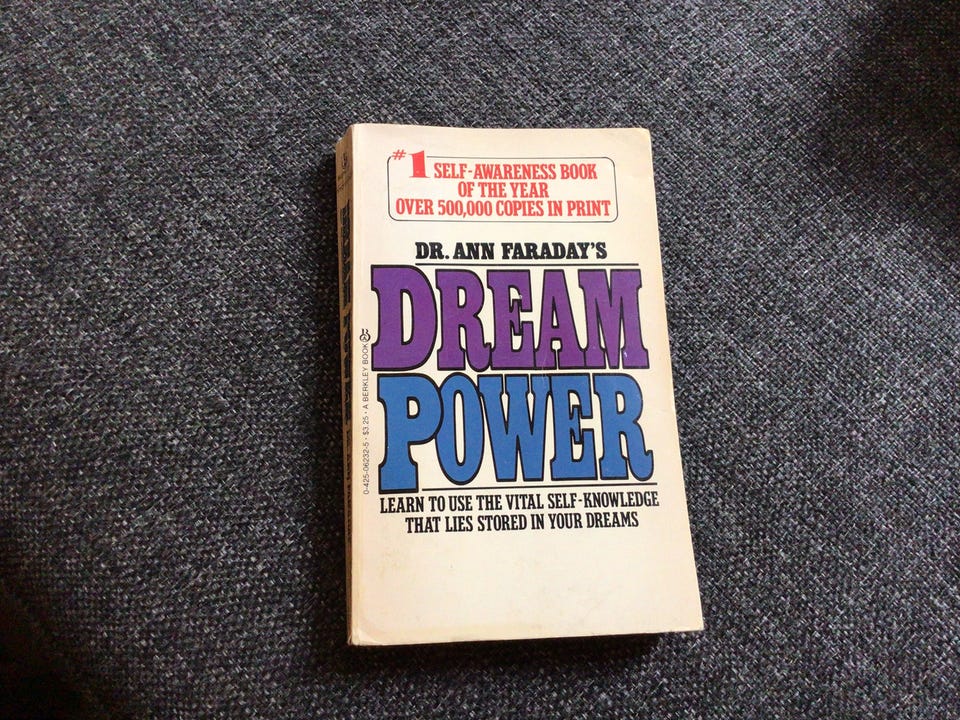 #1 SELF-AWARENESS BOOK
OF THE YEAR
OVER 500,000 COPIES IN PRINT
DR. ANN FARADAY'S
DREAM
POWER
LEARN TO USE THE VITAL SELF-KNOWLEDGE
THAT LIES STORED IN YOUR DREAMS
0-425-06232-5 • $3.25 • A BERKLEY BOOK